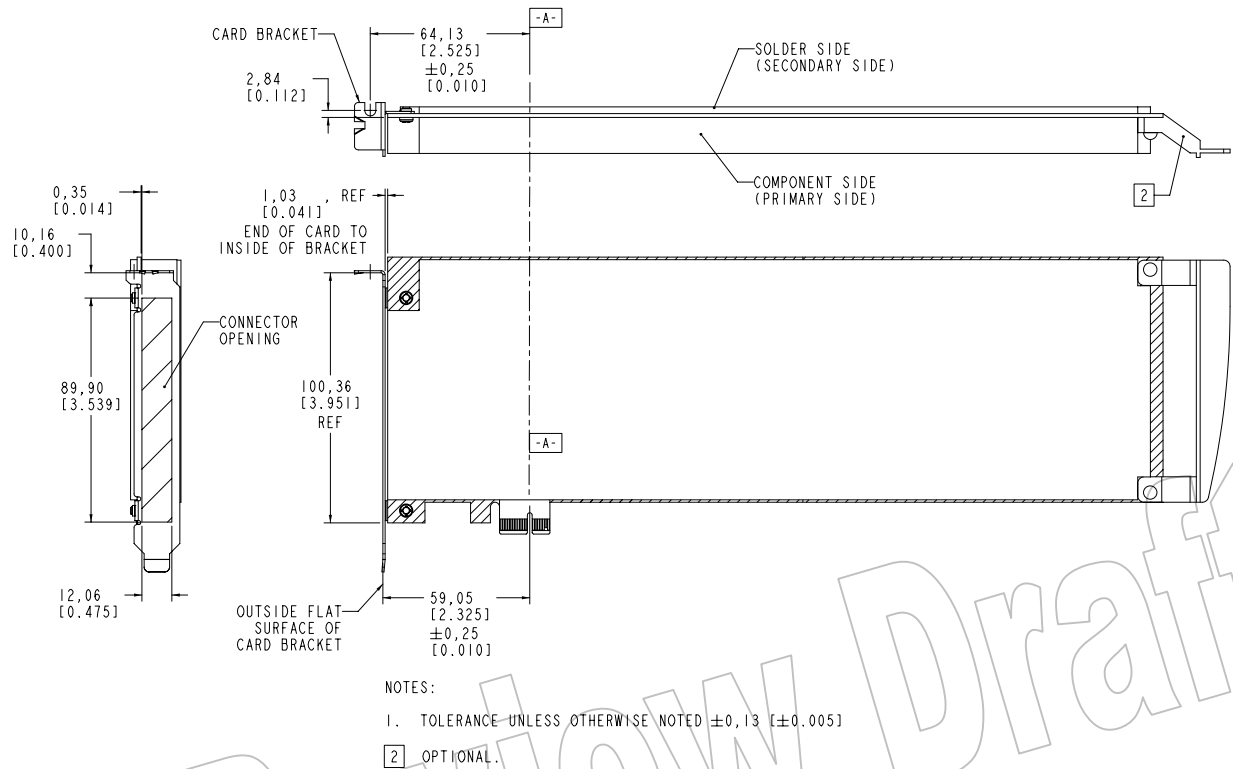 -A-
CARD BRACKET
64,13
[2.525]
±0,25
[0.010]
SOLDER SIDE
(SECONDARY SIDE)
2,84
[0.112]
COMPONENT SIDE
(PRIMARY SIDE)
2
0,35
[0.014]
1,03 , REF
[0.041]
END OF CARD TO
INSIDE OF BRACKET
10,16
[0.400]
CONNECTOR
OPENING
89,90
[3.539]
100,36
[3.951]
REF
-A-
12,06
[0.475]
OUTSIDE FLAT
SURFACE OF
CARD BRACKET
59,05
[2.325]
±0,25
[0.010]
NOTES:
1. TOLERANCE UNLESS OTHERWISE NOTED ±0,13 [±0.005]
2 OPTIONAL.